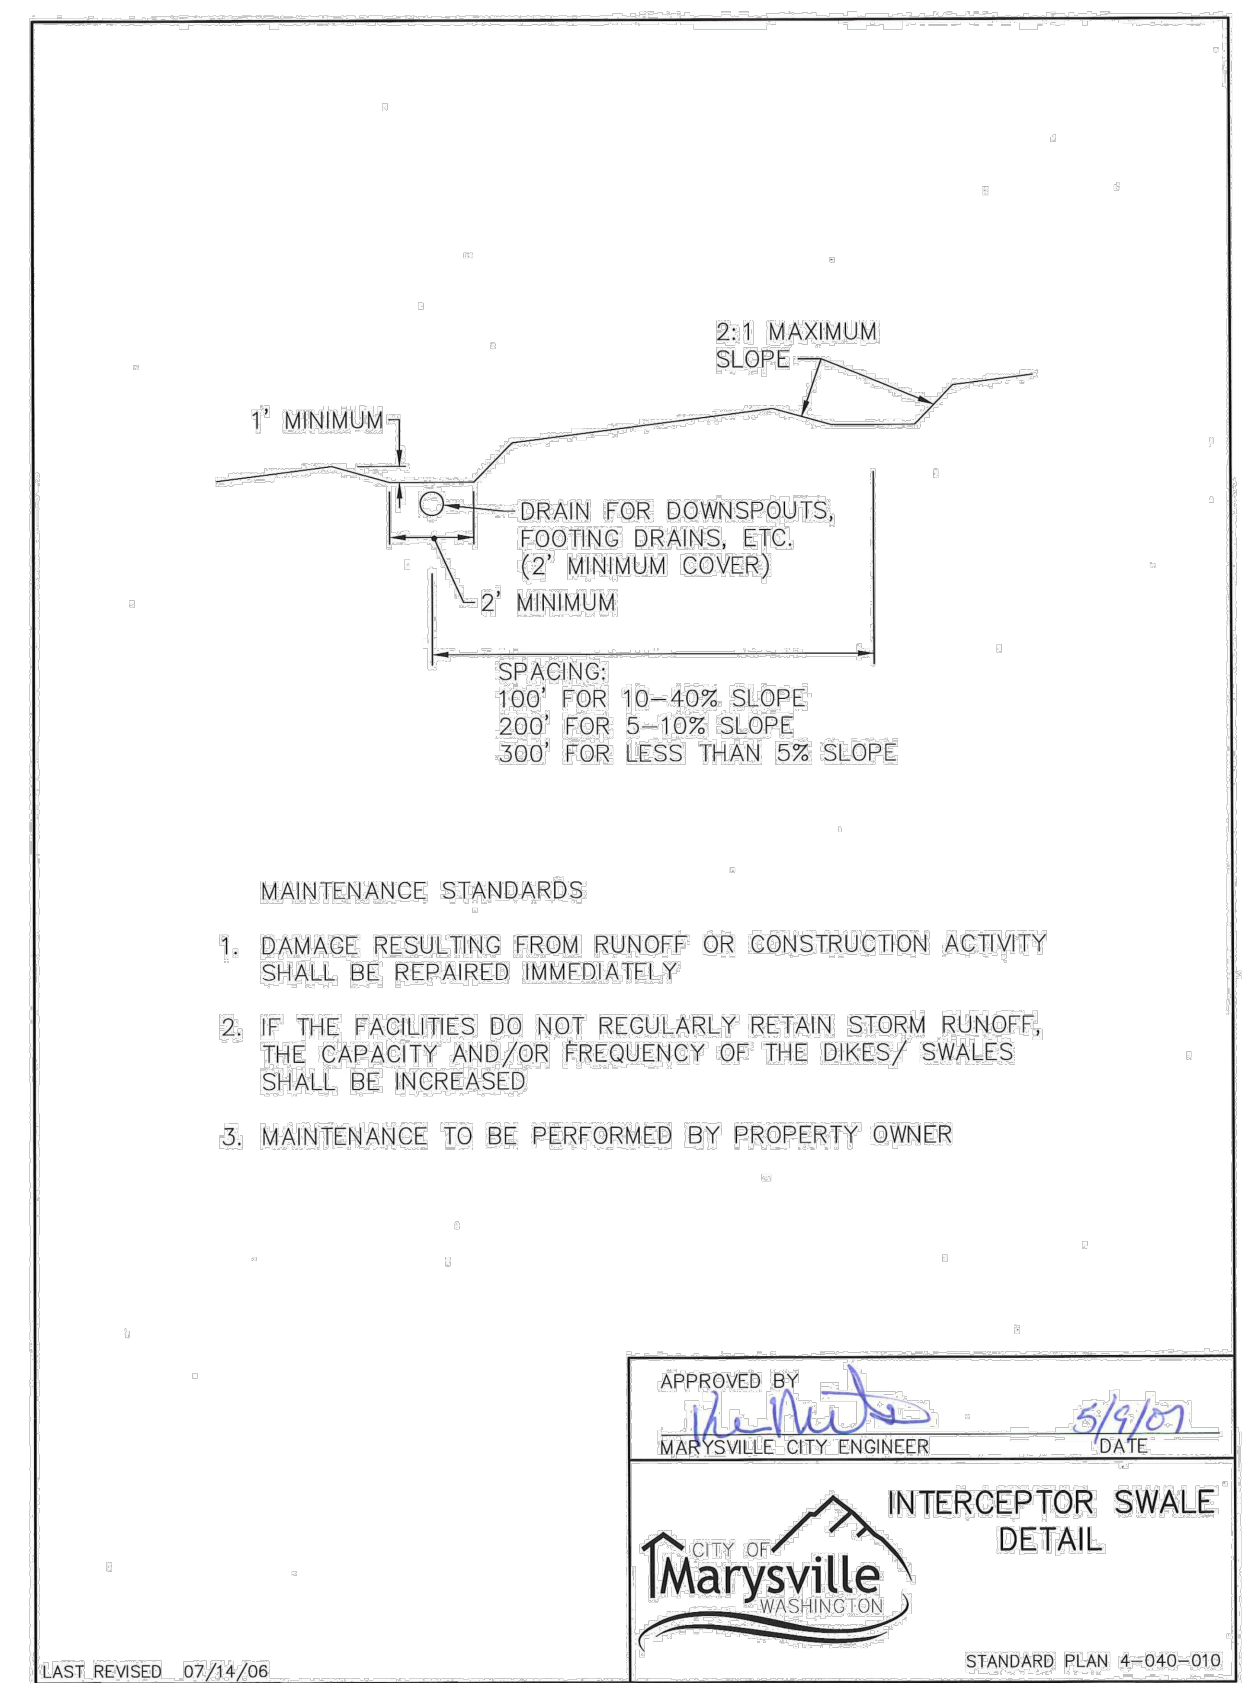 2:1 MAXIMUM
SLOPE
1' MINIMUM
DRAIN FOR DOWNSPOUTS,
FOOTING DRAINS, ETC.
(2' MINIMUM COVER)
2' MINIMUM
SPACING:
100' FOR 10-40% SLOPE
200' FOR 5-10% SLOPE
300' FOR LESS THAN 5% SLOPE
MAINTENANCE STANDARDS
1. DAMAGE RESULTING FROM RUNOFF OR CONSTRUCTION ACTIVITY
SHALL BE REPAIRED IMMEDIATELY
2. IF THE FACILITIES DO NOT REGULARLY RETAIN STORM RUNOFF,
THE CAPACITY AND/OR FREQUENCY OF THE DIKES/ SWALES
SHALL BE INCREASED
3. MAINTENANCE TO BE PERFORMED BY PROPERTY OWNER
APPROVED BY
5/9/07
MARYSVILLE CITY ENGINEER
DATE
INTERCEPTOR SWALE
DETAIL
CITY OF
Marysville
WASHINGTON
STANDARD PLAN 4-040-010
LAST REVISED 07/14/06